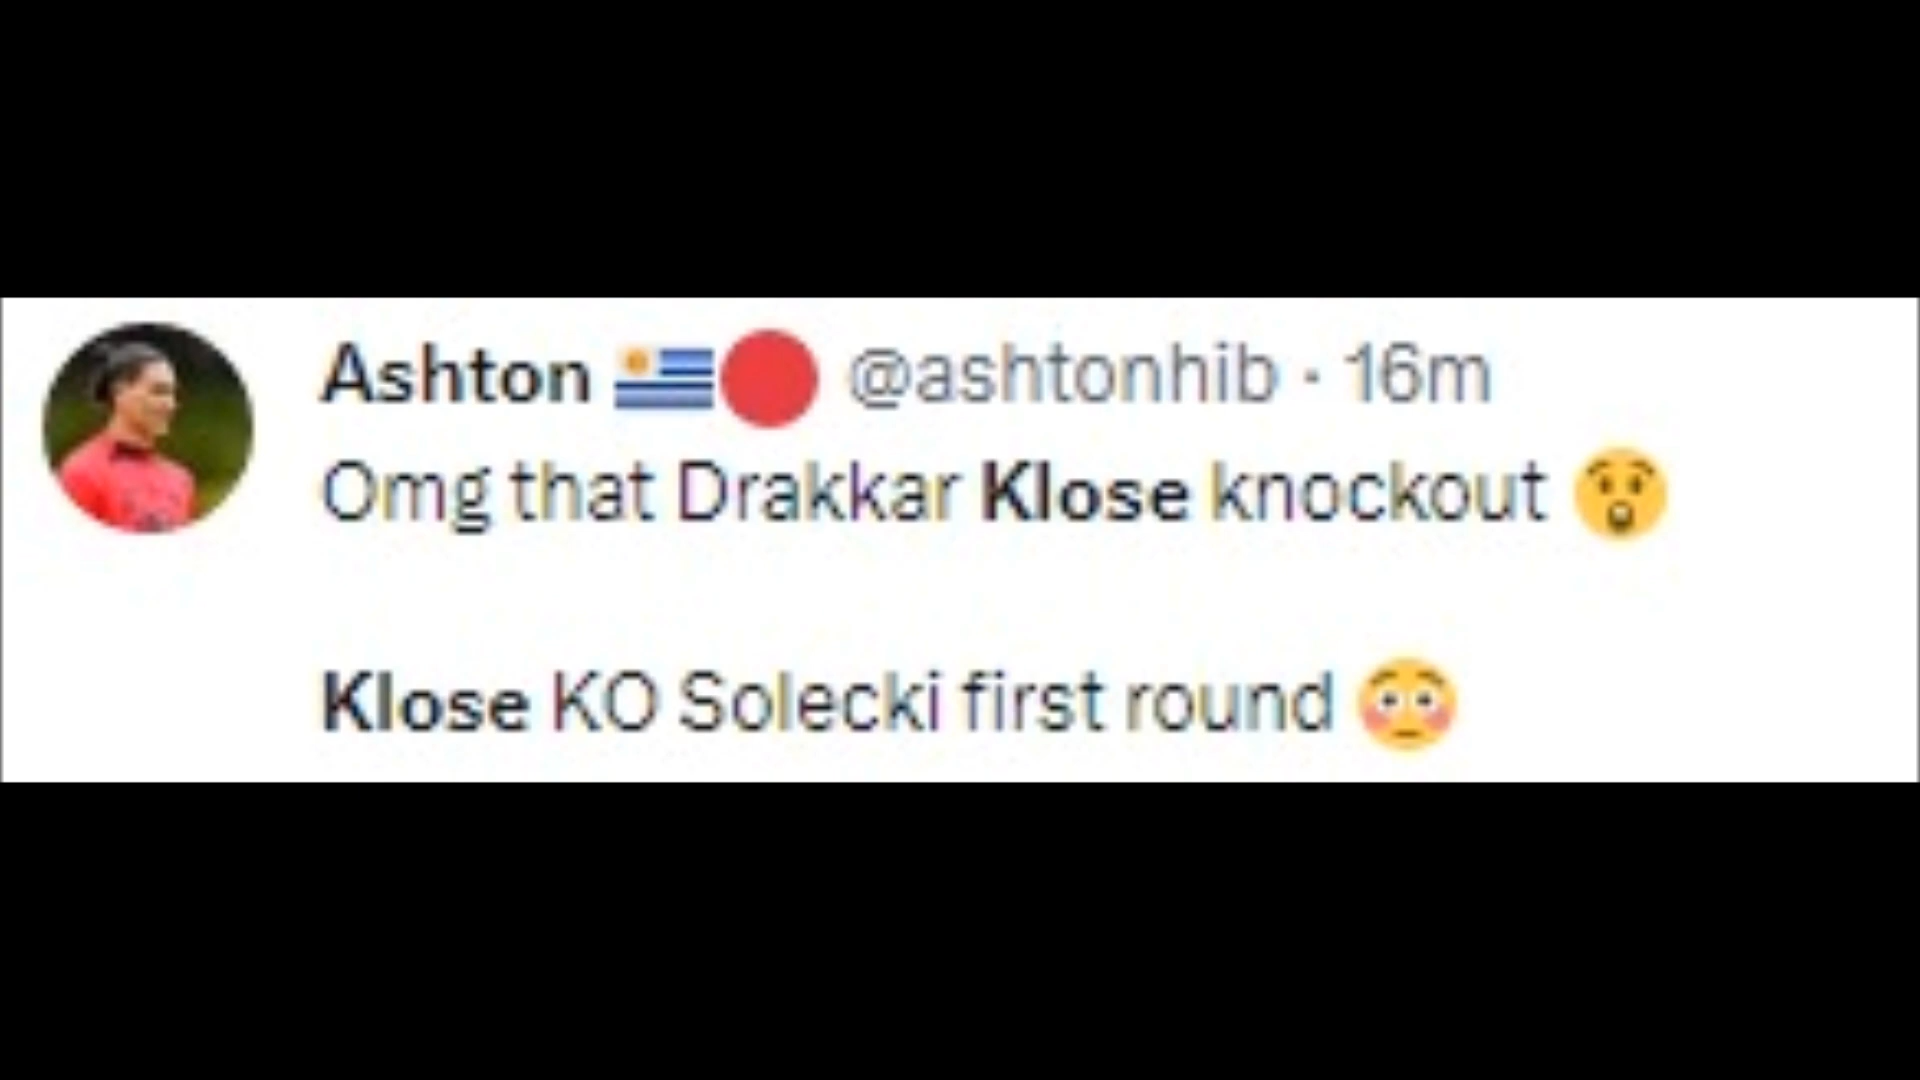 Ashton 🇺🇾🔴 @ashtonhib · 16m
Omg that Drakkar Klose knockout 😲
Klose KO Solecki first round 😳